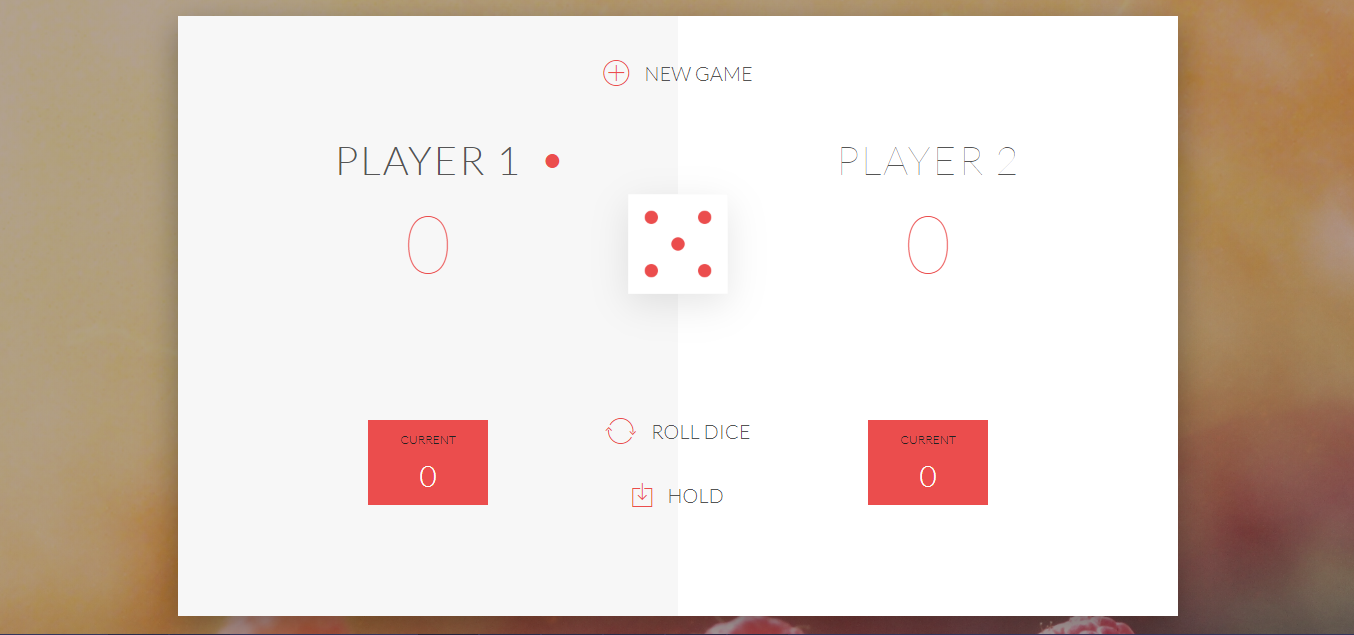 NEW GAME
PLAYER 1
PLAYER 2
0
0
CURRENT
0
ROLL DICE
HOLD
CURRENT
0